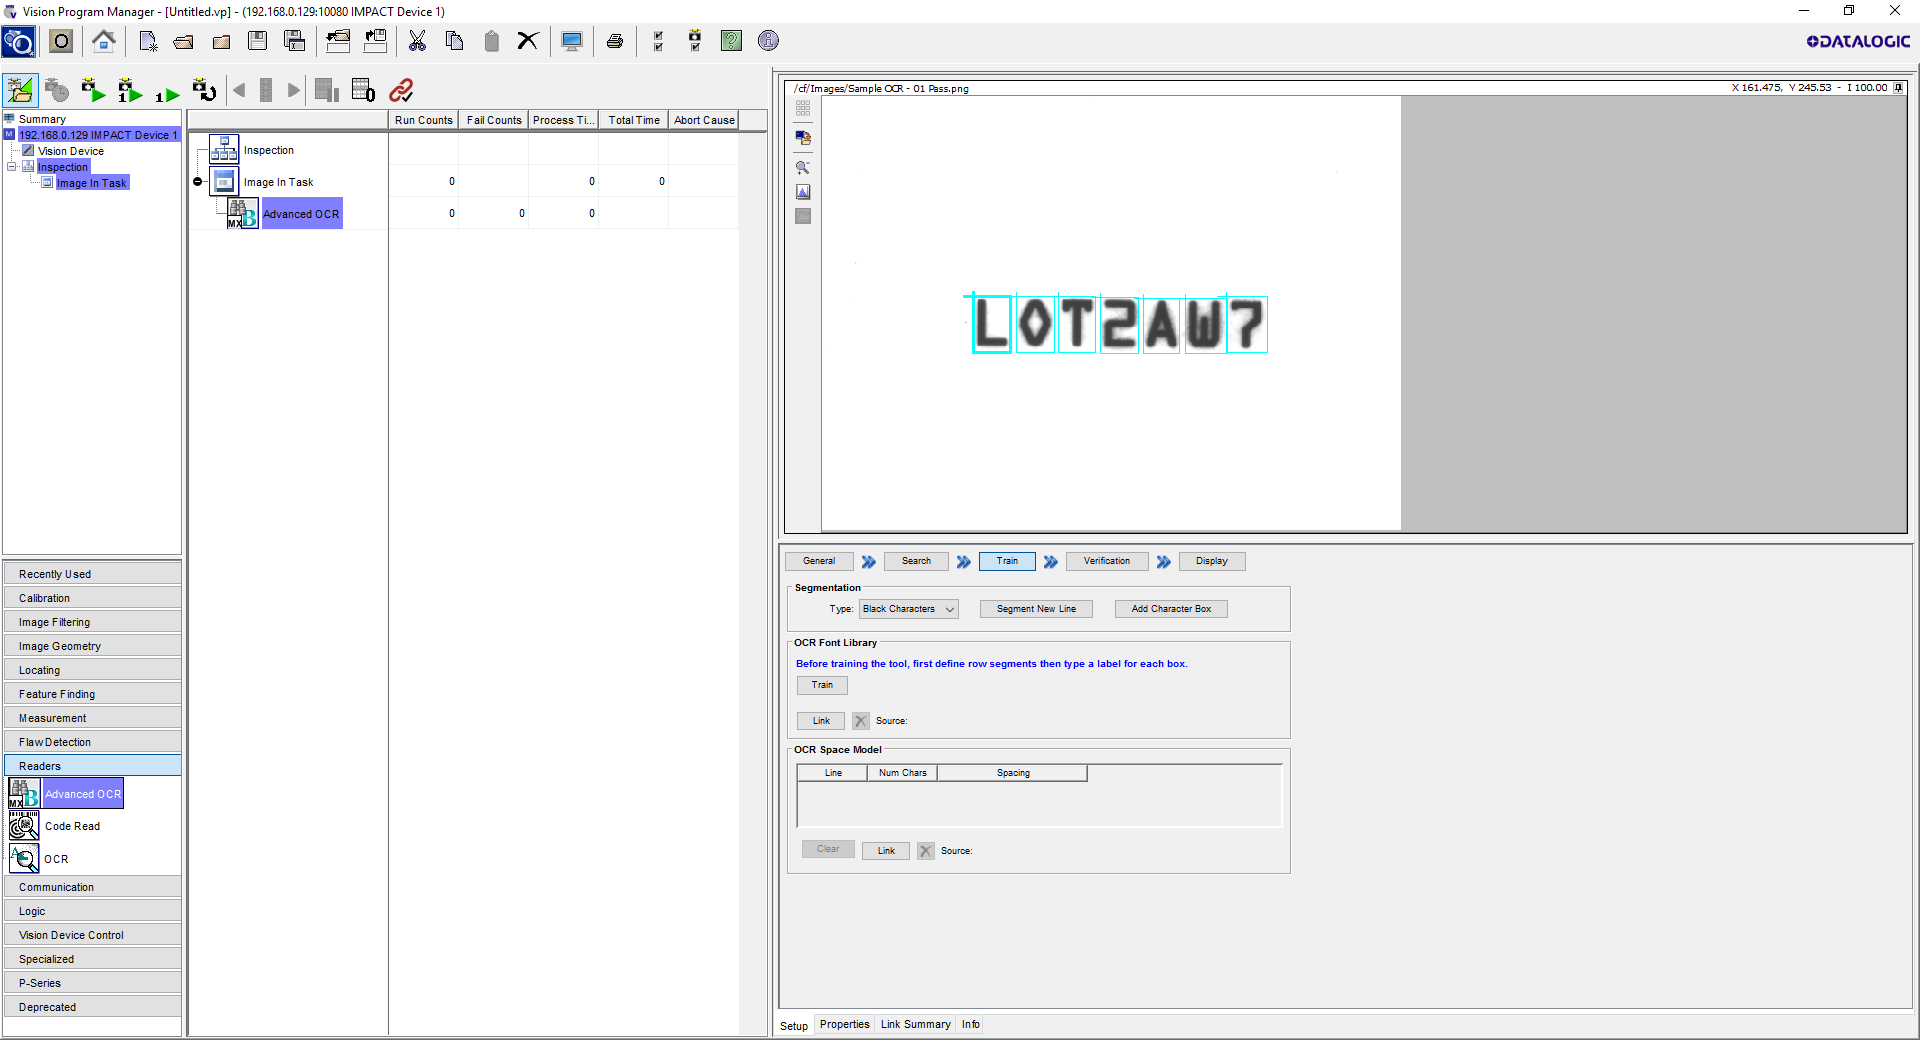 Vision Program Manager - [Untitled.vp] - (192.168.0.129:10080 IMPACT Device 1)
DATALOGIC
Summary
192.168.0.129 IMPACT Device 1
Vision Device
Inspection
Image In Task
Run Counts Fail Counts Process Ti... Total Time Abort Cause
Inspection
Image In Task 0 0 0
Advanced OCR 0 0 0
/cf/Images/Sample OCR - 01 Pass.png X 161.475, Y 245.53 - I 100.00
LOT2AW7
Recently Used
Calibration
Image Filtering
Image Geometry
Locating
Feature Finding
Measurement
Flaw Detection
Readers
Advanced OCR
Code Read
OCR
Communication
Logic
Vision Device Control
Specialized
P-Series
Deprecated
General Search Train Verification Display
Segmentation
Type: Black Characters Segment New Line Add Character Box
OCR Font Library
Before training the tool, first define row segments then type a label for each box.
Train
Link Source:
OCR Space Model
Line Num Chars Spacing
Clear Link Source:
Setup Properties Link Summary Info